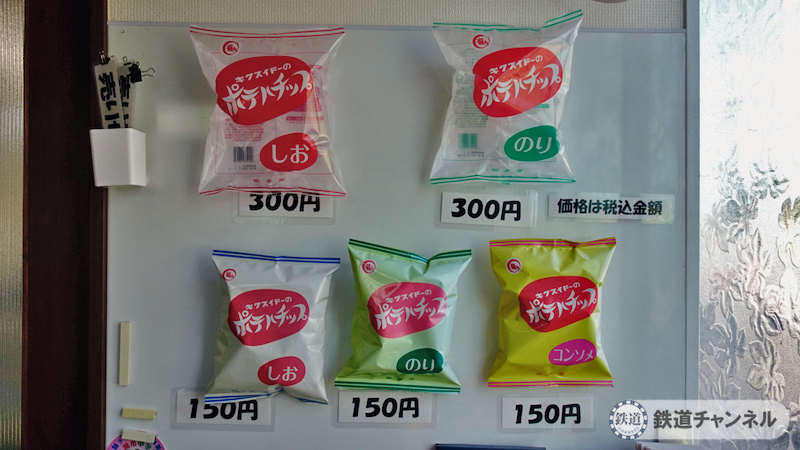 キクスイドーの
ポテトチップ
しお
300円
キクスイドーの
ポテトチップ
のり
300円
価格は税込金額
キクスイドーの
ポテトチップ
しお
150円
キクスイドーの
ポテトチップ
のり
150円
キクスイドーの
ポテトチップ
コンソメ
150円
鉄道
鉄道チャンネル